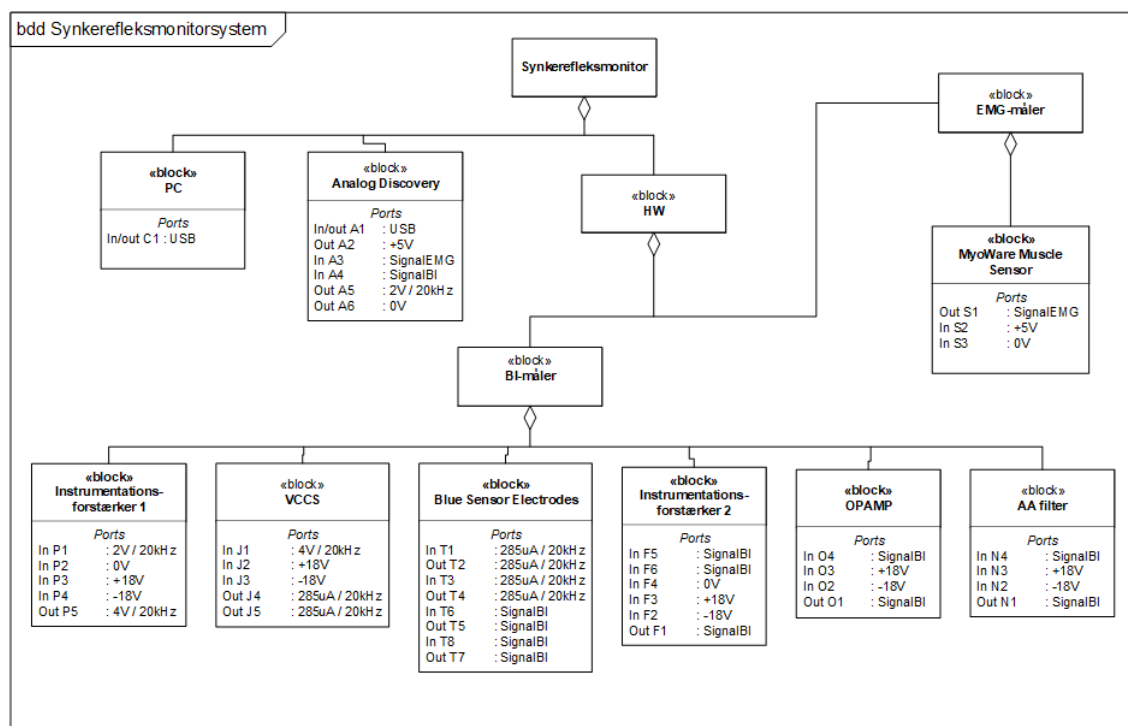 bdd Synkerefleksmonitorsystem
Synkerefleksmonitor
«block»
EMG-måler
«block»
PC
Ports
In/out C1 : USB
«block»
Analog Discovery
Ports
In/out A1 : USB
Out A2 : +5V
In A3 : SignalEMG
In A4 : SignalBI
Out A5 : 2V / 20kHz
Out A6 : 0V
«block»
HW
«block»
MyoWare Muscle
Sensor
Ports
Out S1 : SignalEMG
In S2 : +5V
In S3 : 0V
«block»
BI-måler
«block»
Instrumentations-
forstærker 1
Ports
In P1 : 2V / 20kHz
In P2 : 0V
In P3 : +18V
In P4 : -18V
Out P5 : 4V / 20kHz
«block»
VCCS
Ports
In J1 : 4V / 20kHz
In J2 : +18V
In J3 : -18V
Out J4 : 285uA / 20kHz
Out J5 : 285uA / 20kHz
«block»
Blue Sensor Electrodes
Ports
In T1 : 285uA / 20kHz
Out T2 : 285uA / 20kHz
In T3 : 285uA / 20kHz
Out T4 : 285uA / 20kHz
In T6 : SignalBI
Out T5 : SignalBI
In T8 : SignalBI
Out T7 : SignalBI
«block»
Instrumentations-
forstærker 2
Ports
In F5 : SignalBI
In F6 : SignalBI
In F4 : 0V
In F3 : +18V
In F2 : -18V
Out F1 : SignalBI
«block»
OPAMP
Ports
In O4 : SignalBI
In O3 : +18V
In O2 : -18V
Out O1 : SignalBI
«block»
AA filter
Ports
In N4 : SignalBI
In N3 : +18V
In N2 : -18V
Out N1 : SignalBI